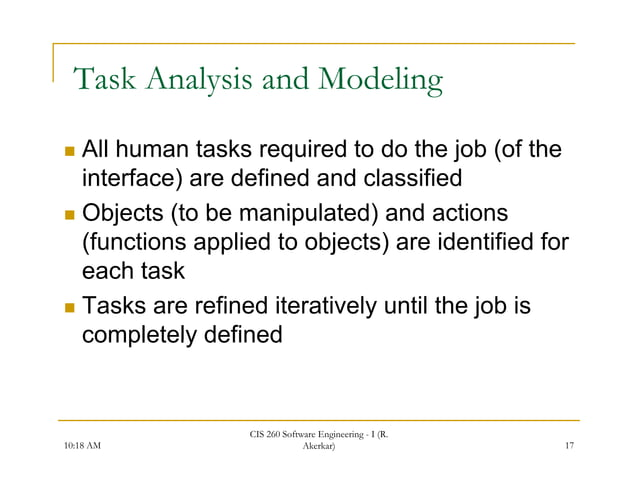 Task Analysis and Modeling
All human tasks required to do the job (of the
interface) are defined and classified
Objects (to be manipulated) and actions
(functions applied to objects) are identified for
each task
Tasks are refined iteratively until the job is
completely defined
10:18 AM
CIS 260 Software Engineering - I (R.
Akerkar)
17